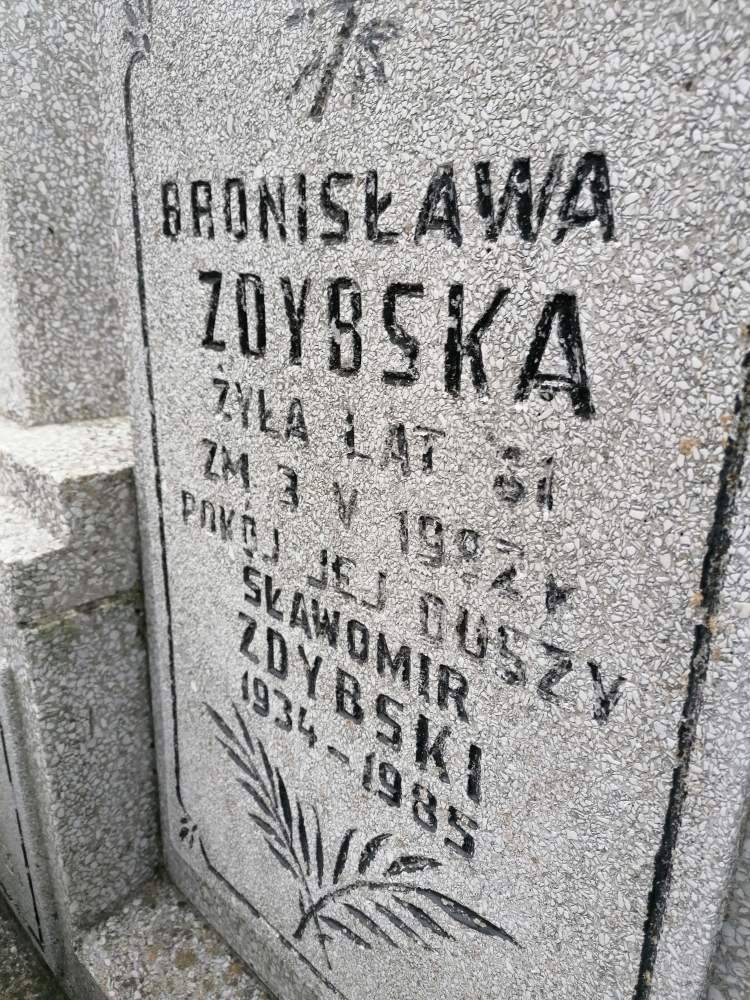 BRONISŁAWA
ZDYBSKA
ŻYŁA LAT
ZM. 3 V
POKÓJ JEJ DUSZY
SŁAWOMIR
ZDYBSKI
1934-1985